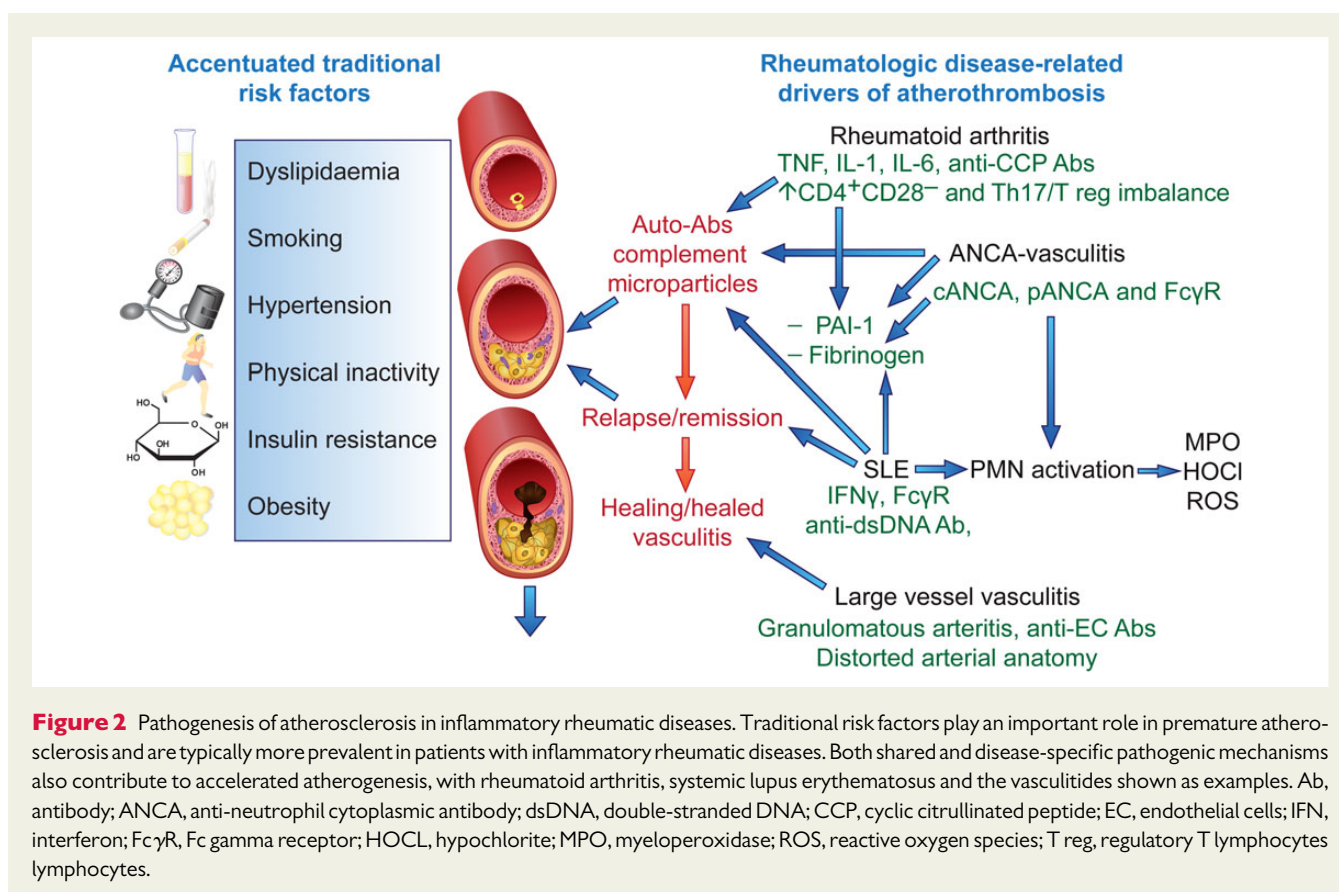 Accentuated traditional
risk factors
Dyslipidaemia
Smoking
Hypertension
Physical inactivity
HO
O
OH
OH
HO
OH
Insulin resistance
Obesity
Rheumatologic disease-related
drivers of atherothrombosis
Rheumatoid arthritis
TNF, IL-1, IL-6, anti-CCP Abs
↑CD4⁺CD28⁻ and Th17/T reg imbalance
Auto-Abs
complement
microparticles
ANCA-vasculitis
cANCA, pANCA and FcγR
– PAI-1
– Fibrinogen
Relapse/remission
SLE
IFNγ, FcγR
anti-dsDNA Ab,
PMN activation
MPO
HOCl
ROS
Healing/healed
vasculitis
Large vessel vasculitis
Granulomatous arteritis, anti-EC Abs
Distorted arterial anatomy
Figure 2 Pathogenesis of atherosclerosis in inflammatory rheumatic diseases. Traditional risk factors play an important role in premature athero-
sclerosis and are typically more prevalent in patients with inflammatory rheumatic diseases. Both shared and disease-specific pathogenic mechanisms
also contribute to accelerated atherogenesis, with rheumatoid arthritis, systemic lupus erythematosus and the vasculitides shown as examples. Ab,
antibody; ANCA, anti-neutrophil cytoplasmic antibody; dsDNA, double-stranded DNA; CCP, cyclic citrullinated peptide; EC, endothelial cells; IFN,
interferon; FcγR, Fc gamma receptor; HOCL, hypochlorite; MPO, myeloperoxidase; ROS, reactive oxygen species; T reg, regulatory T lymphocytes
lymphocytes.